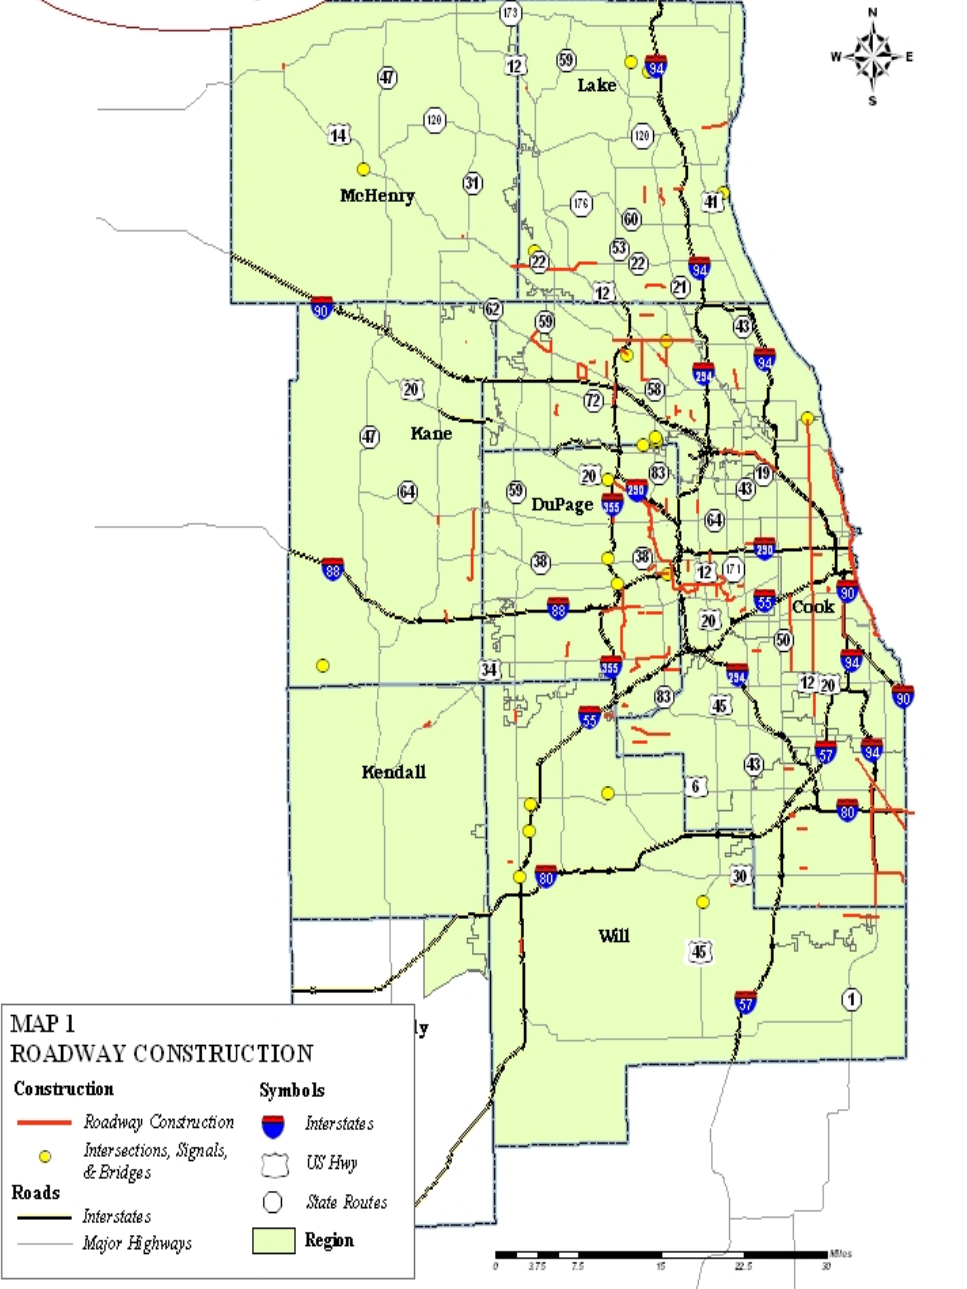 173
N
12
59
94
W
E
47
Lake
S
14
120
120
31
McHenry
176
41
60
53
22
22
94
21
12
90
62
59
43
94
294
20
58
72
47
Kane
20
83
19
59
64
290
43
DuPage
355
64
38
38
290
88
12
171
88
55
90
Cook
20
50
34
355
94
294
12
20
83
45
90
55
57
94
Kendall
43
6
80
80
30
Will
45
57
1
ly
MAP 1
ROADWAY CONSTRUCTION
Construction
Symbols
Roadway Construction
Interstates
Intersections, Signals,
& Bridges
US Hwy
Roads
State Routes
Interstates
Major Highways
Region
Miles
0 3.75 7.5 15 22.5 30